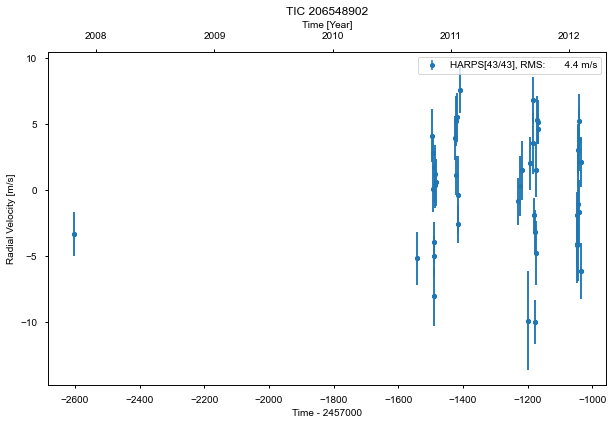 TIC 206548902
Time [Year]
2008 2009 2010 2011 2012
HARPS[43/43], RMS: 4.4 m/s
Radial Velocity [m/s]
10
5
0
−5
−10
−2600 −2400 −2200 −2000 −1800 −1600 −1400 −1200 −1000
Time - 2457000